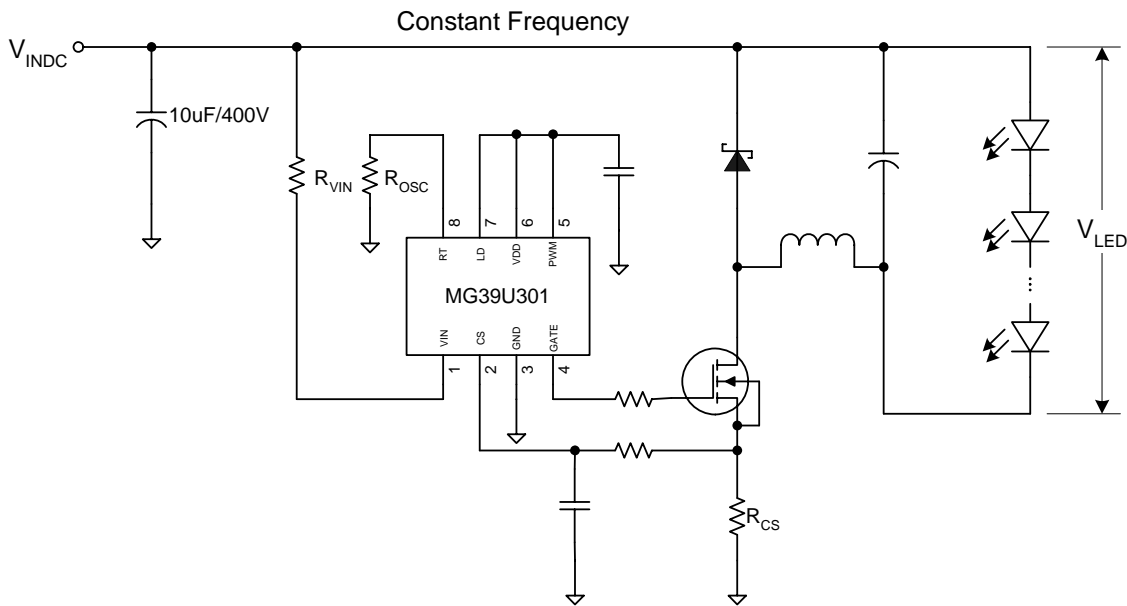 Constant Frequency
V_INDC
10uF/400V
R_VIN
R_OSC
8
7
6
5
RT
LD
VDD
PWM
MG39U301
VIN
CS
GND
GATE
1
2
3
4
...
V_LED
R_CS